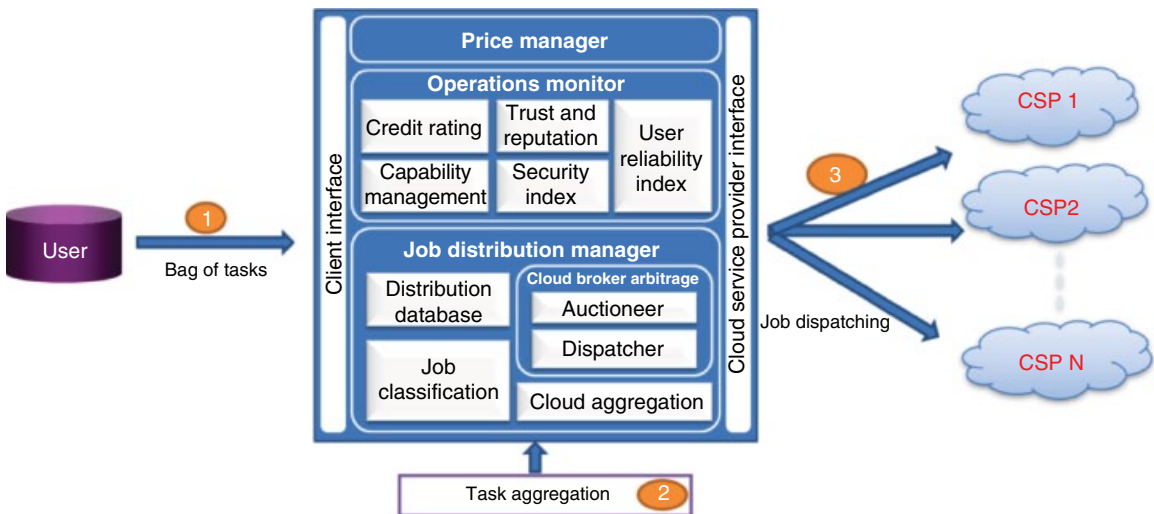 Price manager
Operations monitor
Credit rating
Trust and
reputation
User
reliability
index
Capability
management
Security
index
Client interface
Cloud service provider interface
Job distribution manager
Distribution
database
Cloud broker arbitrage
Auctioneer
Dispatcher
Job
classification
Cloud aggregation
User
1
Bag of tasks
Task aggregation
2
3
Job dispatching
CSP 1
CSP2
CSP N